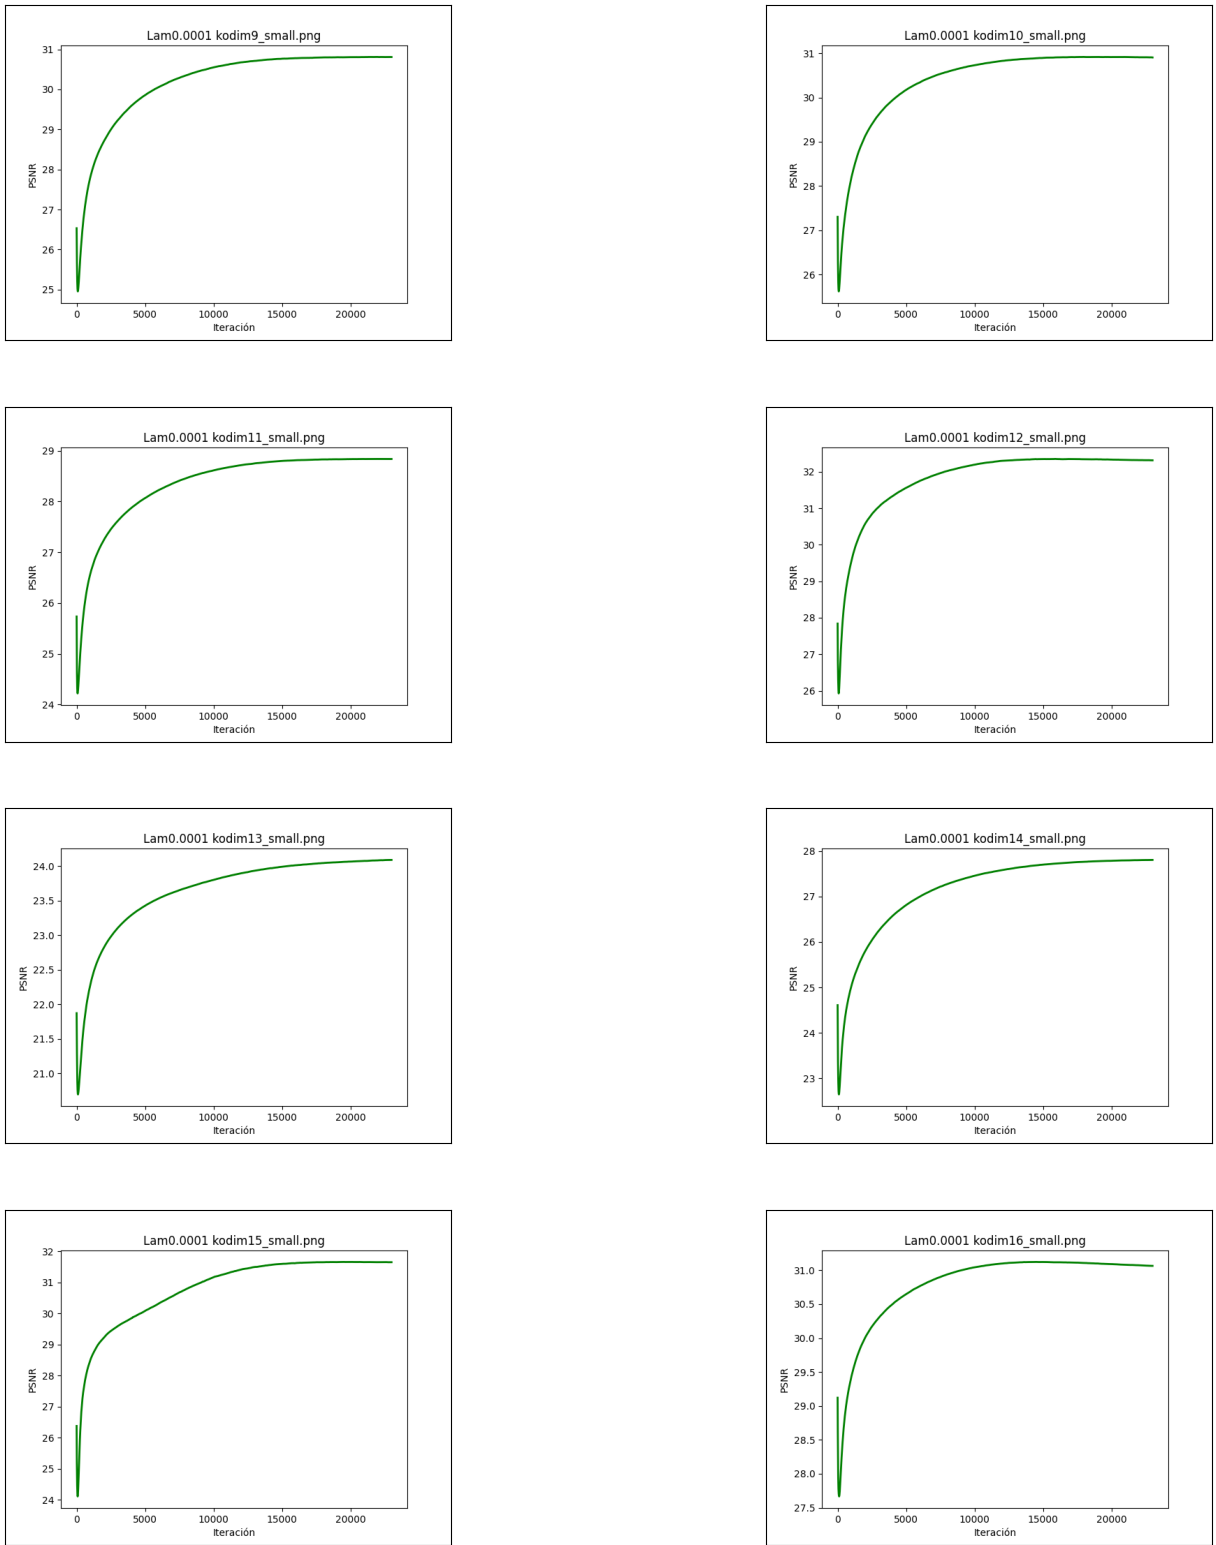 Lam0.0001 kodim9_small.png
31
30
29
28
27
26
25
PSNR
0 5000 10000 15000 20000
Iteración
Lam0.0001 kodim10_small.png
31
30
29
28
27
26
PSNR
0 5000 10000 15000 20000
Iteración
Lam0.0001 kodim11_small.png
29
28
27
26
25
24
PSNR
0 5000 10000 15000 20000
Iteración
Lam0.0001 kodim12_small.png
32
31
30
29
28
27
26
PSNR
0 5000 10000 15000 20000
Iteración
Lam0.0001 kodim13_small.png
24.0
23.5
23.0
22.5
22.0
21.5
21.0
PSNR
0 5000 10000 15000 20000
Iteración
Lam0.0001 kodim14_small.png
28
27
26
25
24
23
PSNR
0 5000 10000 15000 20000
Iteración
Lam0.0001 kodim15_small.png
32
31
30
29
28
27
26
25
24
PSNR
0 5000 10000 15000 20000
Iteración
Lam0.0001 kodim16_small.png
31.0
30.5
30.0
29.5
29.0
28.5
28.0
27.5
PSNR
0 5000 10000 15000 20000
Iteración